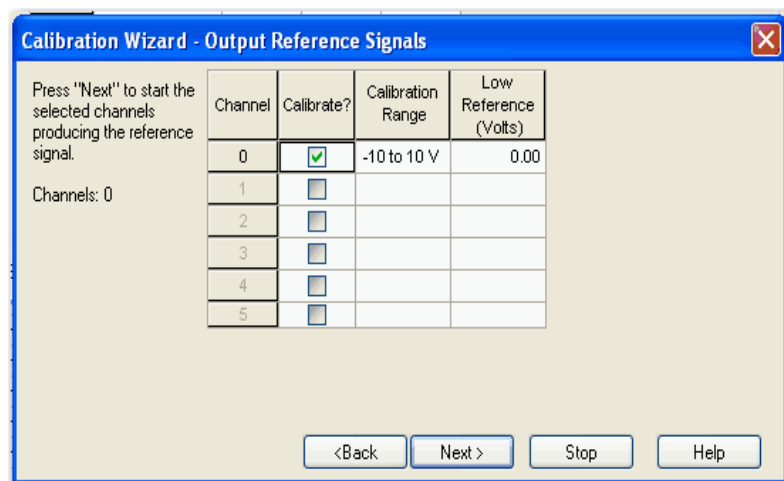 Calibration Wizard - Output Reference Signals
Press "Next" to start the
selected channels
producing the reference
signal.
Channels: 0
Channel Calibrate? Calibration Range Low Reference (Volts)
0 -10 to 10 V 0.00
1
2
3
4
5
<Back Next > Stop Help